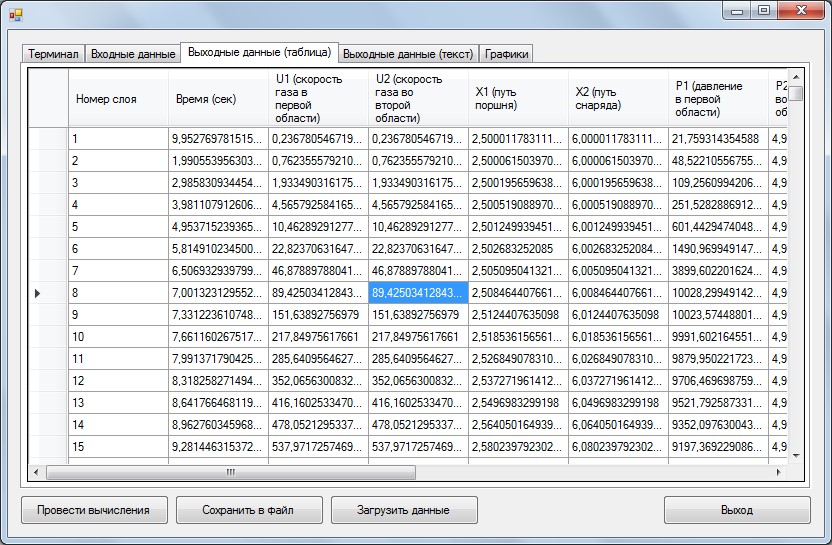 Терминал Входные данные Выходные данные (таблица) Выходные данные (текст) Графики
Номер слоя Время (сек) U1 (скорость газа в первой области) U2 (скорость газа во второй области) X1 (путь поршня) X2 (путь снаряда) P1 (давление в первой области) P2 во об
1 9,952769781515... 0,236780546719... 0,236780546719... 2,500011783111... 6,000011783111... 21,759314354588 4,9
2 1,990553956303... 0,762355579210... 0,762355579210... 2,500061503970... 6,000061503970... 48,52210556755... 4,9
3 2,985830934454... 1,933490316175... 1,933490316175... 2,500195659638... 6,000195659638... 109,2560994206... 4,9
4 3,981107912606... 4,565792584165... 4,565792584165... 2,500519088970... 6,000519088970... 251,5282886912... 4,9
5 4,953715239365... 10,46289291277... 10,46289291277... 2,501249939451... 6,001249939451... 601,4429474048... 4,9
6 5,814910234500... 22,82370631647... 22,82370631647... 2,502683252085 6,002683252085... 1490,969949147... 4,9
7 6,506932939799... 46,87889788041... 46,87889788041... 2,505095041321... 6,005095041321... 3899,602201624... 4,9
8 7,001323129552... 89,42503412843... 89,42503412843... 2,508464407661... 6,008464407661... 10028,29949142... 4,9
9 7,331223610748... 151,63892756979 151,63892756979 2,5124407635098 6,0124407635098 10023,57448801... 4,9
10 7,661160267517... 217,84975617661 217,84975617661 2,518536156561... 6,018536156561... 9991,602164551... 4,9
11 7,991371790425... 285,6409564627... 285,6409564627... 2,526849078310... 6,026849078310... 9879,950221723... 4,9
12 8,318258271494... 352,0656300832... 352,0656300832... 2,537271961412... 6,037271961412... 9706,469698759... 4,9
13 8,641766468119... 416,1602533470... 416,1602533470... 2,5496983299198 6,0496983299198 9521,792587331... 4,9
14 8,962760345968... 478,0521295337... 478,0521295337... 2,564050164939... 6,064050164939... 9352,097630043... 4,9
15 9,281446315372... 537,9717257469... 537,9717257469... 2,580239792302... 6,080239792302... 9197,369229086... 4,9
Провести вычисления Сохранить в файл Загрузить данные Выход